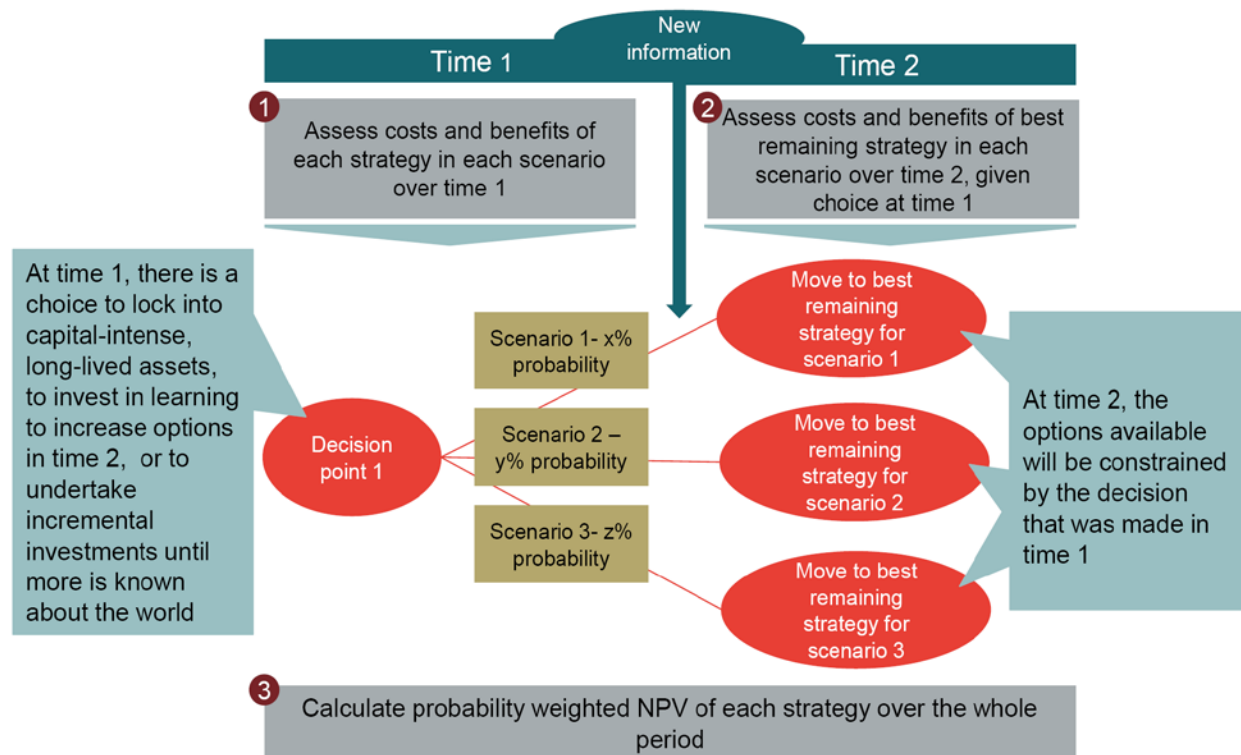 New
information
Time 1
Time 2
1
Assess costs and benefits of
each strategy in each scenario
over time 1
2
Assess costs and benefits of best
remaining strategy in each
scenario over time 2, given
choice at time 1
At time 1, there is a
choice to lock into
capital-intense,
long-lived assets,
to invest in learning
to increase options
in time 2, or to
undertake
incremental
investments until
more is known
about the world
Decision
point 1
Scenario 1- x%
probability
Scenario 2 –
y% probability
Scenario 3- z%
probability
Move to best
remaining
strategy for
scenario 1
Move to best
remaining
strategy for
scenario 2
Move to best
remaining
strategy for
scenario 3
At time 2, the
options available
will be constrained
by the decision
that was made in
time 1
3
Calculate probability weighted NPV of each strategy over the whole
period